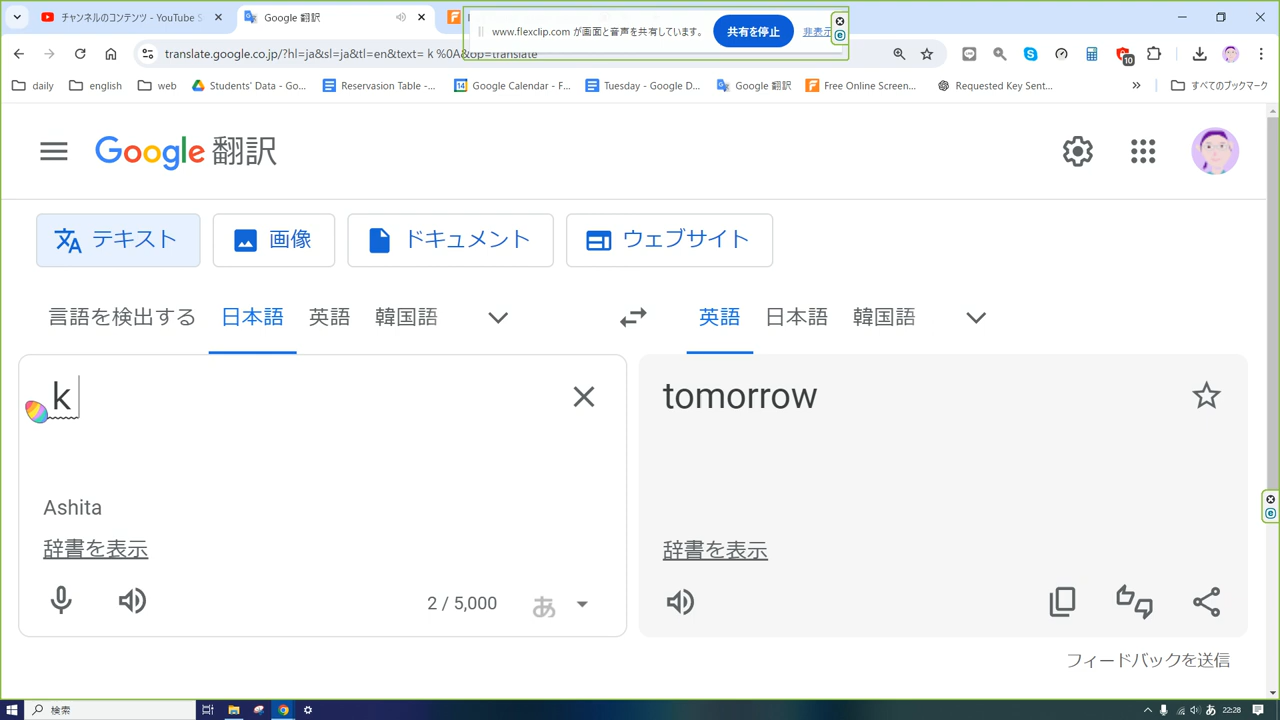 チャンネルのコンテンツ - YouTube S
Google 翻訳
www.flexclip.com が画面と音声を共有しています。
共有を停止
非表示
translate.google.co.jp/?hl=ja&sl=ja&tl=en&text= k %0A&op=translate
10
daily
english
web
Students' Data - Go...
Reservasion Table -...
Google Calendar - F...
Tuesday - Google D...
Google 翻訳
Free Online Screen...
Requested Key Sent...
すべてのブックマーク
Google 翻訳
テキスト
画像
ドキュメント
ウェブサイト
言語を検出する
日本語
英語
韓国語
英語
日本語
韓国語
k
tomorrow
Ashita
辞書を表示
辞書を表示
2 / 5,000
あ
フィードバックを送信
検索
あ
22:28